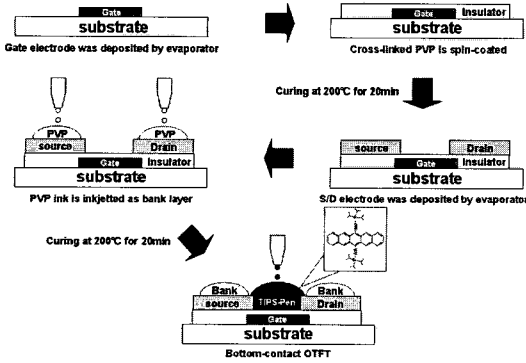 Gate
substrate
Gate electrode was deposited by evaporator
Gate Insulator
substrate
Cross-linked PVP is spin-coated
Curing at 200℃ for 20min
source Drain
Gate Insulator
substrate
S/D electrode was deposited by evaporator
PVP PVP
source Drain
Gate Insulator
substrate
PVP ink is inkjetted as bank layer
Curing at 200℃ for 20min
Bank Bank
source TIPS-Pen Drain
Gate
substrate
Bottom-contact OTFT